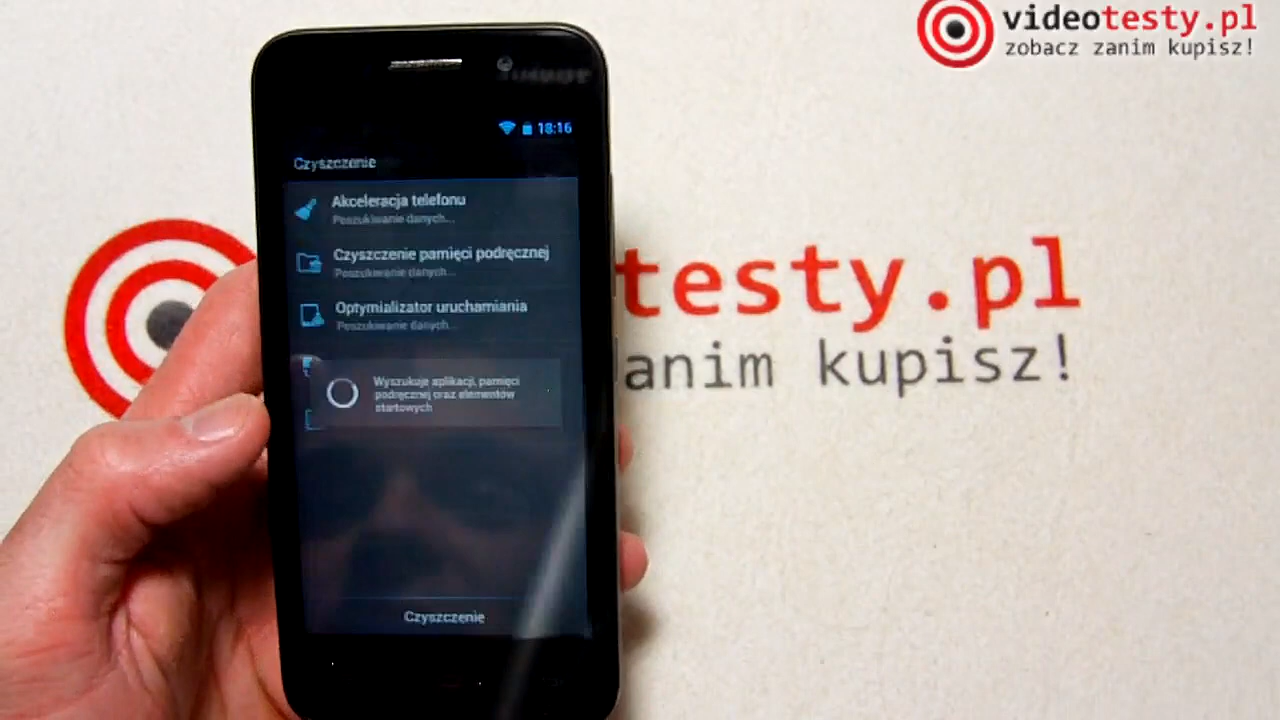 videotesty.pl
zobacz zanim kupisz!
18:16
Czyszczenie
Akceleracja telefonu
Poszukiwanie danych...
Czyszczenie pamięci podręcznej
Poszukiwanie danych...
Optymializator uruchamiania
Poszukiwanie danych...
Wyszukuje aplikacji, pamięci
podręcznej oraz elementów
startowych
Czyszczenie
testy.pl
zanim kupisz!